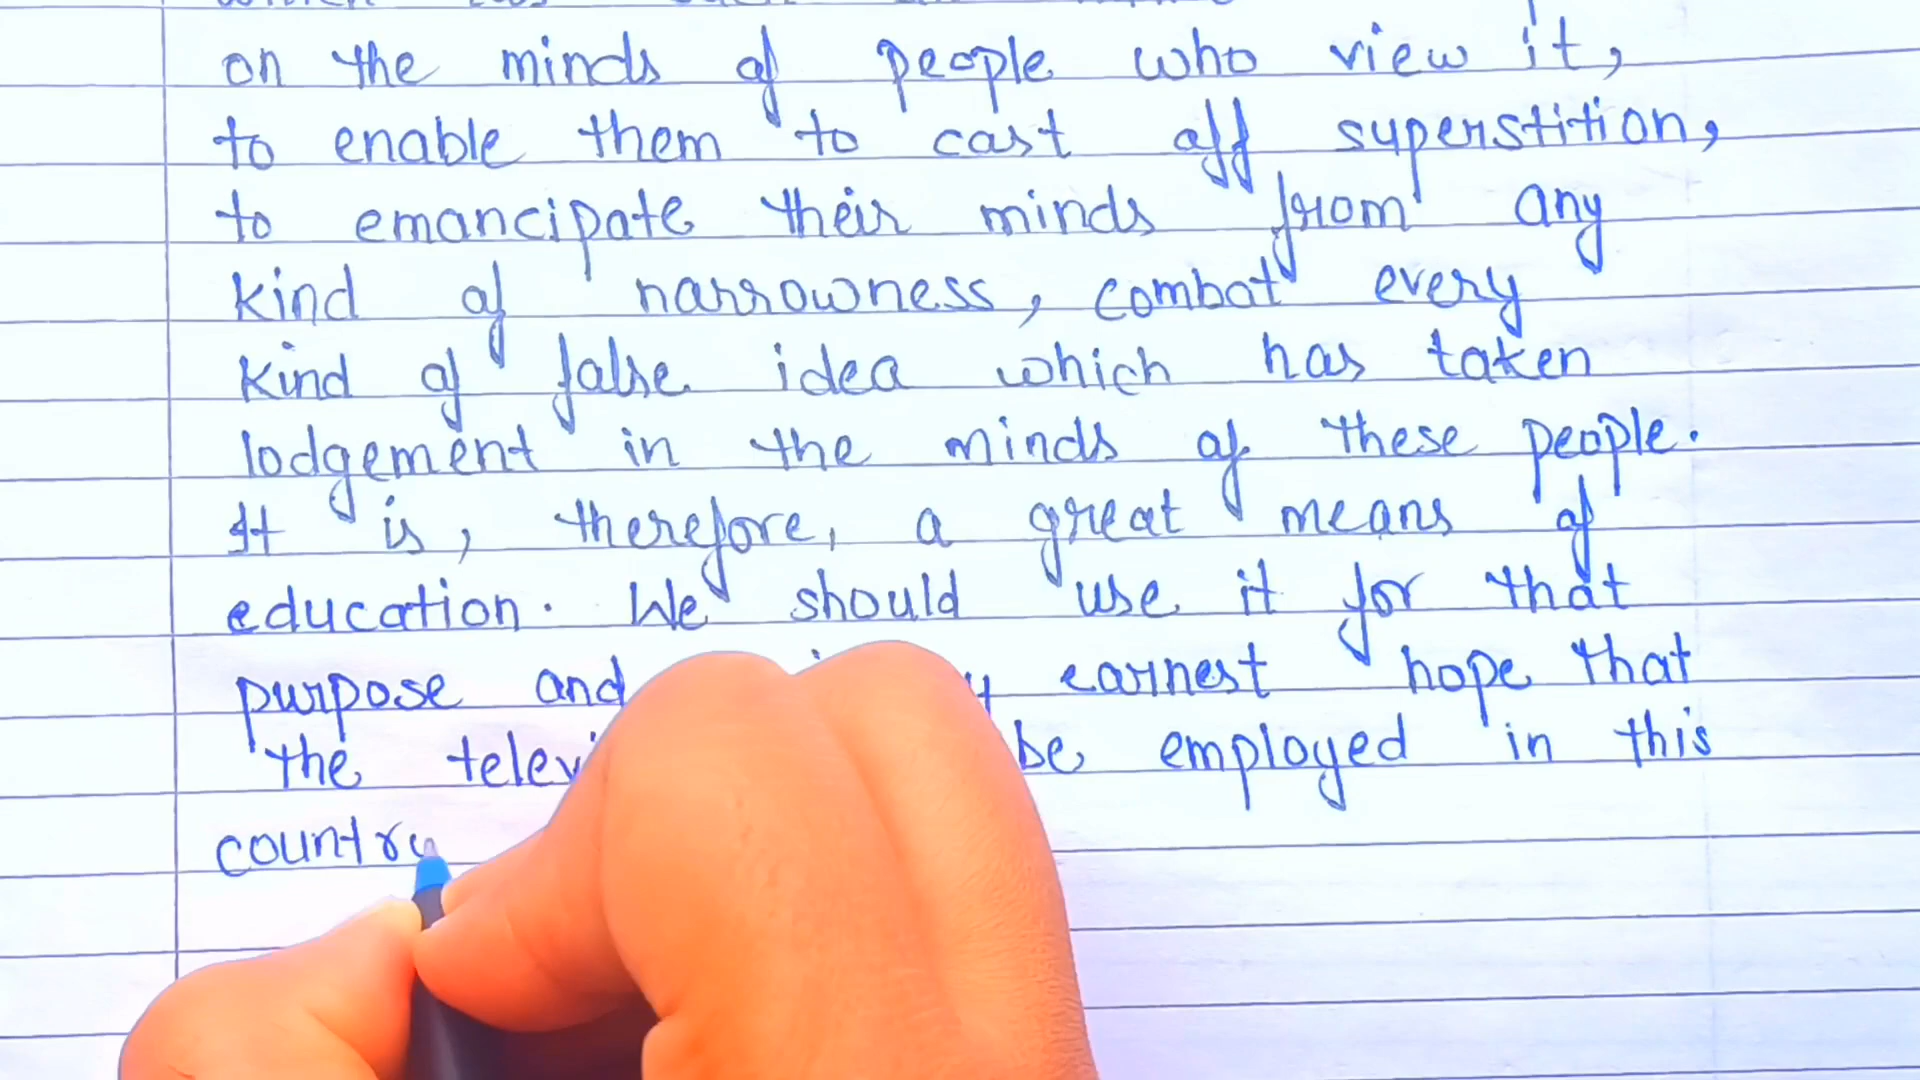 on the minds of people who view it,
to enable them to cast off superstition,
to emancipate their minds from any
kind of narrowness, combat every
kind of false idea which has taken
lodgement in the minds of these people.
It is, therefore, a great means of
education. We should use it for that
purpose and earnest hope that
the be employed in this
country